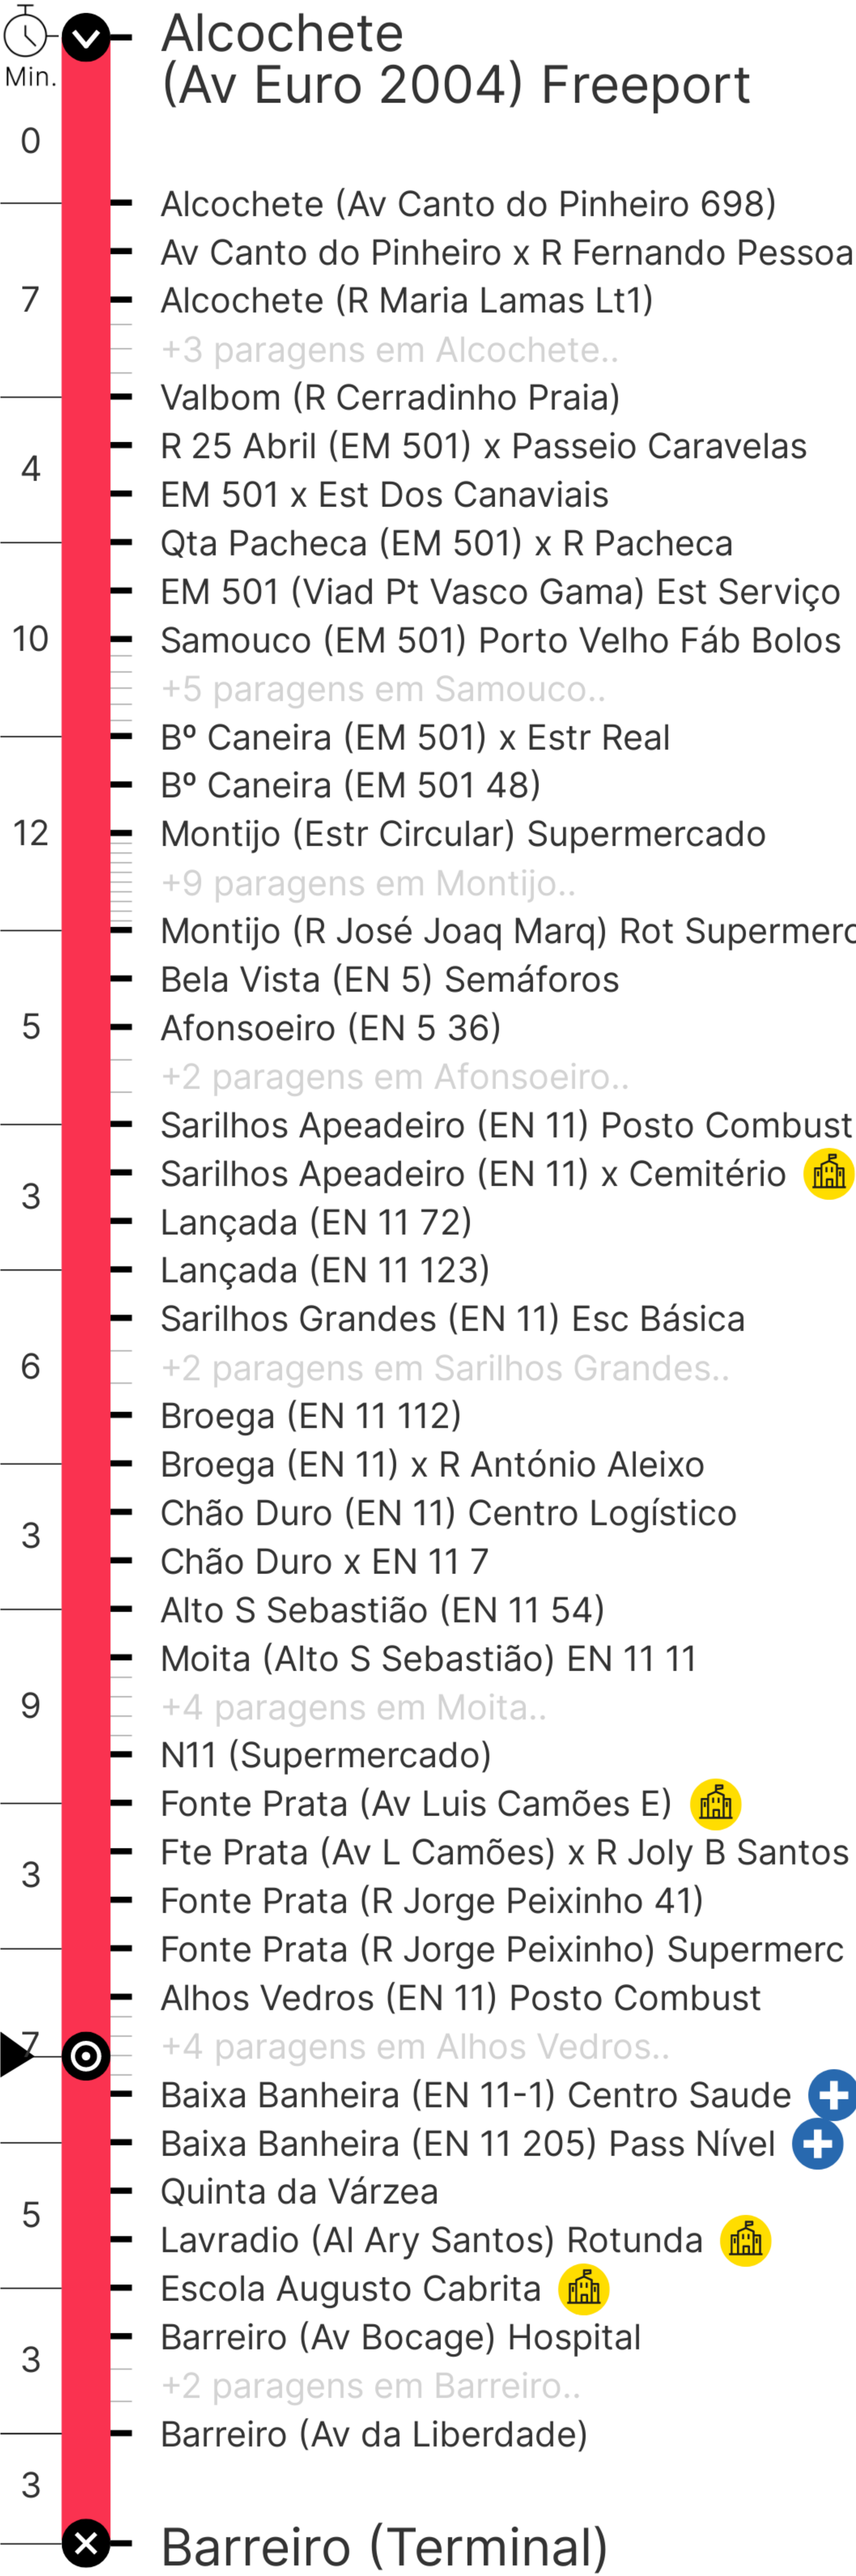 Alcochete
(Av Euro 2004) Freeport
Min.
0
Alcochete (Av Canto do Pinheiro 698)
Av Canto do Pinheiro x R Fernando Pessoa
7 Alcochete (R Maria Lamas Lt1)
+3 paragens em Alcochete..
Valbom (R Cerradinho Praia)
R 25 Abril (EM 501) x Passeio Caravelas
4
EM 501 x Est Dos Canaviais
Qta Pacheca (EM 501) x R Pacheca
EM 501 (Viad Pt Vasco Gama) Est Serviço
10 Samouco (EM 501) Porto Velho Fáb Bolos
+5 paragens em Samouco..
Bº Caneira (EM 501) x Estr Real
Bº Caneira (EM 501 48)
12 Montijo (Estr Circular) Supermercado
+9 paragens em Montijo..
Montijo (R José Joaq Marq) Rot Supermerc
Bela Vista (EN 5) Semáforos
5 Afonsoeiro (EN 5 36)
+2 paragens em Afonsoeiro..
Sarilhos Apeadeiro (EN 11) Posto Combust
Sarilhos Apeadeiro (EN 11) x Cemitério
3
Lançada (EN 11 72)
Lançada (EN 11 123)
Sarilhos Grandes (EN 11) Esc Básica
6 +2 paragens em Sarilhos Grandes..
Broega (EN 11 112)
Broega (EN 11) x R António Aleixo
Chão Duro (EN 11) Centro Logístico
3
Chão Duro x EN 11 7
Alto S Sebastião (EN 11 54)
Moita (Alto S Sebastião) EN 11 11
9 +4 paragens em Moita..
N11 (Supermercado)
Fonte Prata (Av Luis Camões E)
Fte Prata (Av L Camões) x R Joly B Santos
3
Fonte Prata (R Jorge Peixinho 41)
Fonte Prata (R Jorge Peixinho) Supermerc
Alhos Vedros (EN 11) Posto Combust
7 +4 paragens em Alhos Vedros..
Baixa Banheira (EN 11-1) Centro Saude
Baixa Banheira (EN 11 205) Pass Nível
Quinta da Várzea
5
Lavradio (Al Ary Santos) Rotunda
Escola Augusto Cabrita
Barreiro (Av Bocage) Hospital
3
+2 paragens em Barreiro..
Barreiro (Av da Liberdade)
3
Barreiro (Terminal)